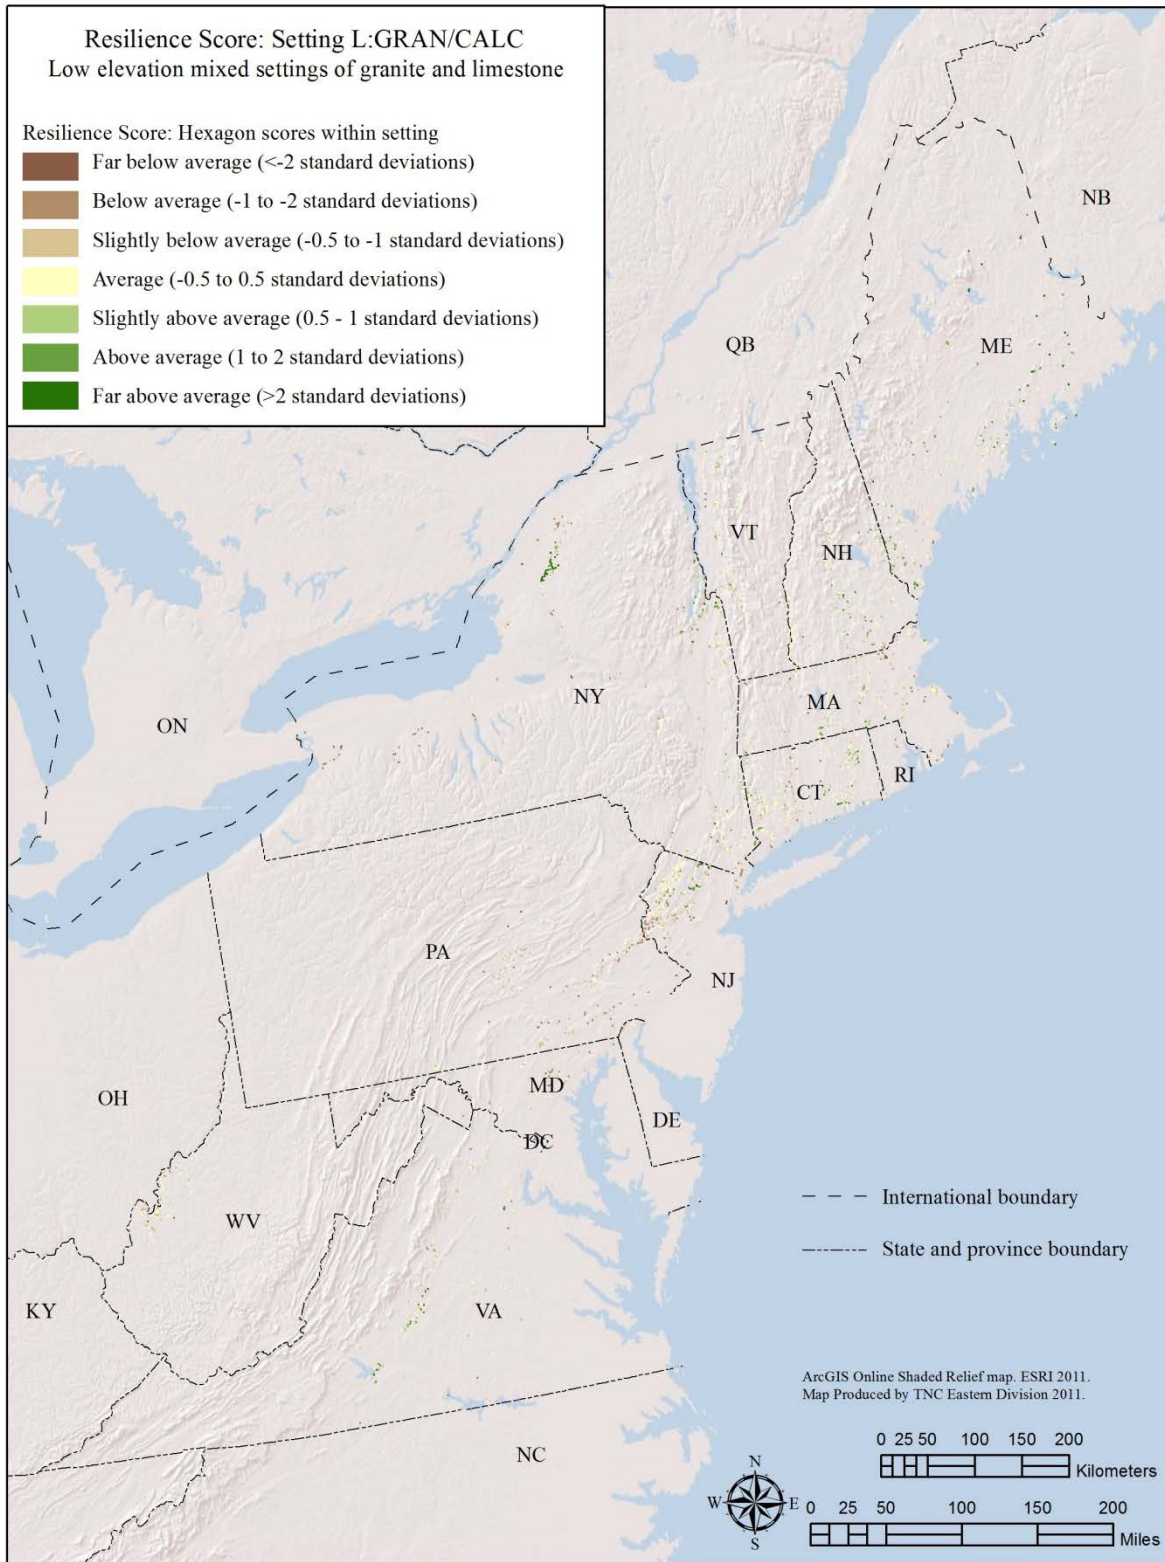 Resilience Score: Setting L:GRAN/CALC
Low elevation mixed settings of granite and limestone
Resilience Score: Hexagon scores within setting
Far below average (<-2 standard deviations)
Below average (-1 to -2 standard deviations)
Slightly below average (-0.5 to -1 standard deviations)
Average (-0.5 to 0.5 standard deviations)
Slightly above average (0.5 - 1 standard deviations)
Above average (1 to 2 standard deviations)
Far above average (>2 standard deviations)
NB
QB
ME
VT
NH
NY
MA
ON
RI
CT
PA
NJ
MD
OH
DE
DC
WV
KY
VA
NC
International boundary
State and province boundary
ArcGIS Online Shaded Relief map. ESRI 2011.
Map Produced by TNC Eastern Division 2011.
0 25 50 100 150 200
Kilometers
N
W E
S
0 25 50 100 150 200
Miles